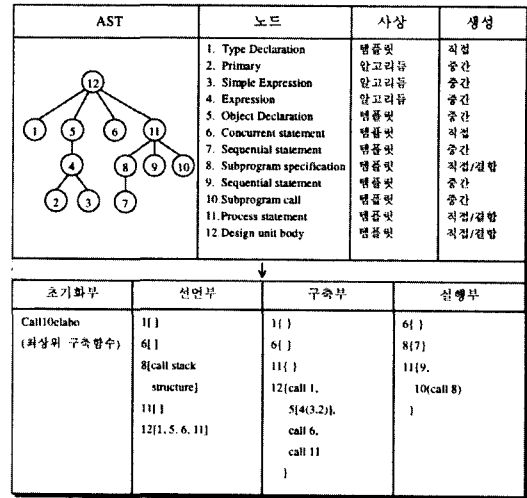 AST 노드 사상 생성
1. Type Declaration 템플릿 직접
2. Primary 알고리듬 중간
3. Simple Expression 알고리듬 중간
4. Expression 알고리듬 중간
5. Object Declaration 템플릿 중간
6. Concurrent statement 템플릿 직접
7. Sequential statement 템플릿 중간
8. Subprogram specification 템플릿 직접/결합
9. Sequential statement 템플릿 중간
10 Subprogram call 템플릿 중간
11. Process statement 템플릿 직접/결합
12 Design unit body 템플릿 직접/결합
12
1 5 6 11
4 8 9 10
2 3 7
초기화부 선언부 구축부 실행부
Call10elabo 1[ ] 1{ } 6{ }
(최상위 구축함수) 6[ ] 6{ } 8{7}
8[call stack 11{ } 11{9,
structure] 12{call 1, 10(call 8)
11[ ] 5[4(3,2)], }
12[1, 5, 6, 11] call 6,
call 11
}